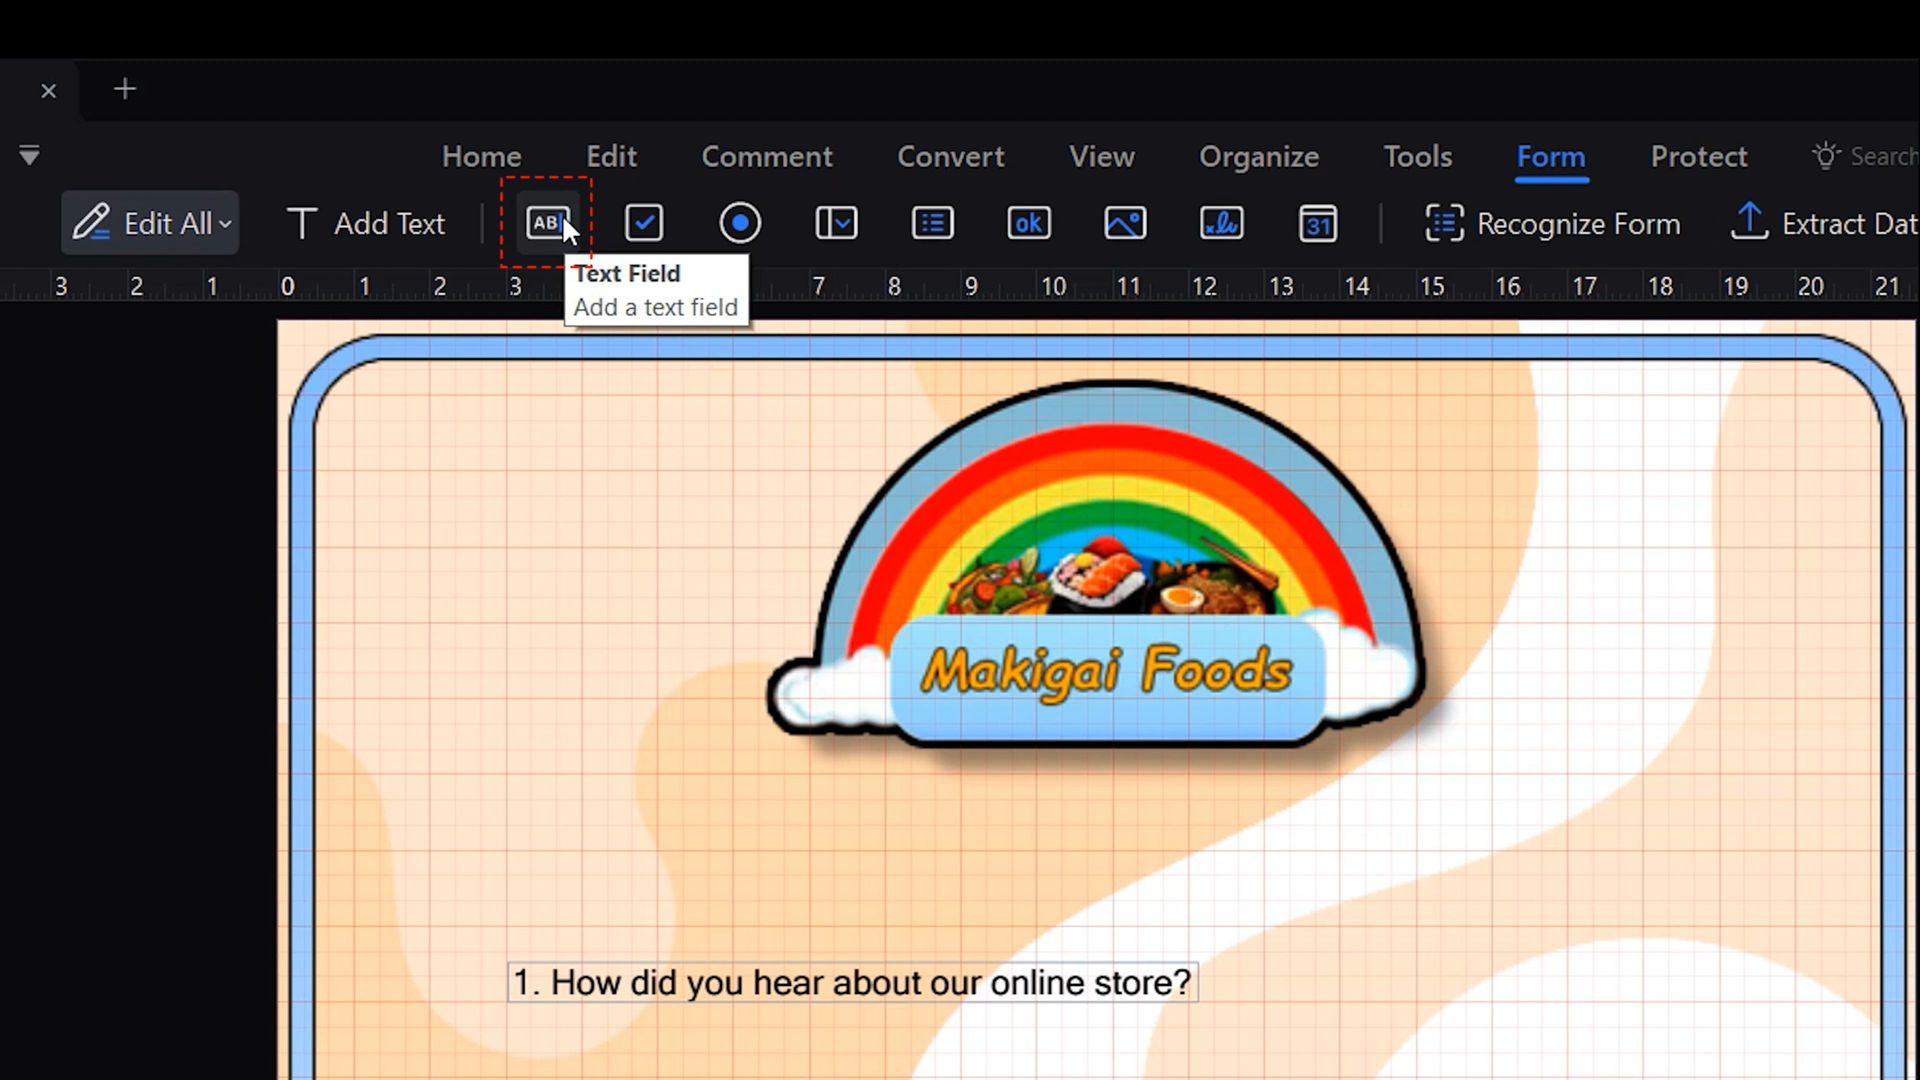 Home Edit Comment Convert View Organize Tools Form Protect Search
Edit All Add Text AB ok 31 Recognize Form Extract Dat
3 2 1 0 1 2 3 7 8 9 10 11 12 13 14 15 16 17 18 19 20 21
Text Field
Add a text field
Makigai Foods
1. How did you hear about our online store?